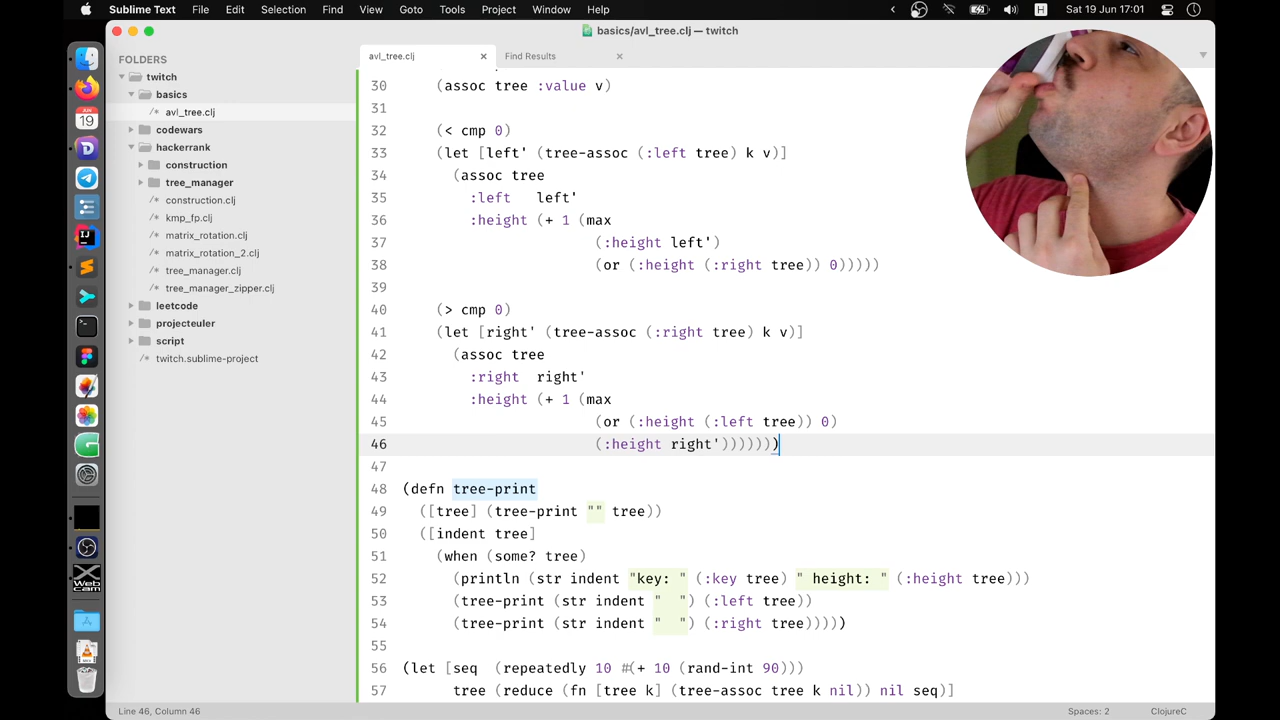 Sublime Text File Edit Selection Find View Goto Tools Project Window Help H Sat 19 Jun 17:01
basics/avl_tree.clj — twitch
FOLDERS
twitch
basics
/* avl_tree.clj
codewars
hackerrank
construction
tree_manager
/* construction.clj
/* kmp_fp.clj
/* matrix_rotation.clj
/* matrix_rotation_2.clj
/* tree_manager.clj
/* tree_manager_zipper.clj
leetcode
projecteuler
script
/* twitch.sublime-project
avl_tree.clj × Find Results ×
30 (assoc tree :value v)
31
32 (< cmp 0)
33 (let [left' (tree-assoc (:left tree) k v)]
34 (assoc tree
35 :left left'
36 :height (+ 1 (max
37 (:height left')
38 (or (:height (:right tree)) 0)))))
39
40 (> cmp 0)
41 (let [right' (tree-assoc (:right tree) k v)]
42 (assoc tree
43 :right right'
44 :height (+ 1 (max
45 (or (:height (:left tree)) 0)
46 (:height right')))))))
47
48 (defn tree-print
49 ([tree] (tree-print "" tree))
50 ([indent tree]
51 (when (some? tree)
52 (println (str indent "key: " (:key tree) " height: " (:height tree)))
53 (tree-print (str indent "  ") (:left tree))
54 (tree-print (str indent "  ") (:right tree)))))
55
56 (let [seq (repeatedly 10 #(+ 10 (rand-int 90)))
57 tree (reduce (fn [tree k] (tree-assoc tree k nil)) nil seq)]
Line 46, Column 46 Spaces: 2 ClojureC
JUN
19
IJ
X
WebCam